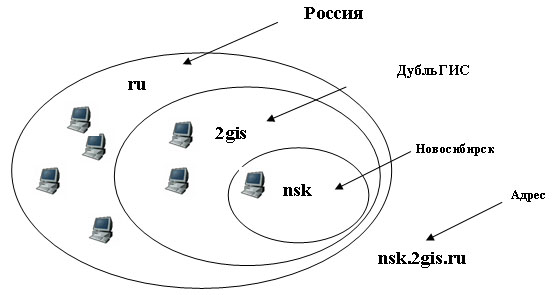 Россия
ru
ДубльГИС
2gis
Новосибирск
nsk
Адрес
nsk.2gis.ru